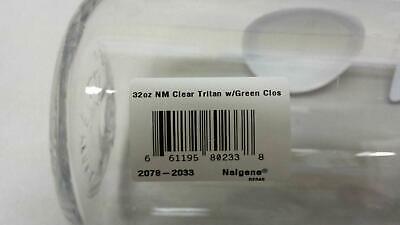 32oz NM Clear Tritan w/Green Clos
6 61195 80233 8
2078-2033 Nalgene®